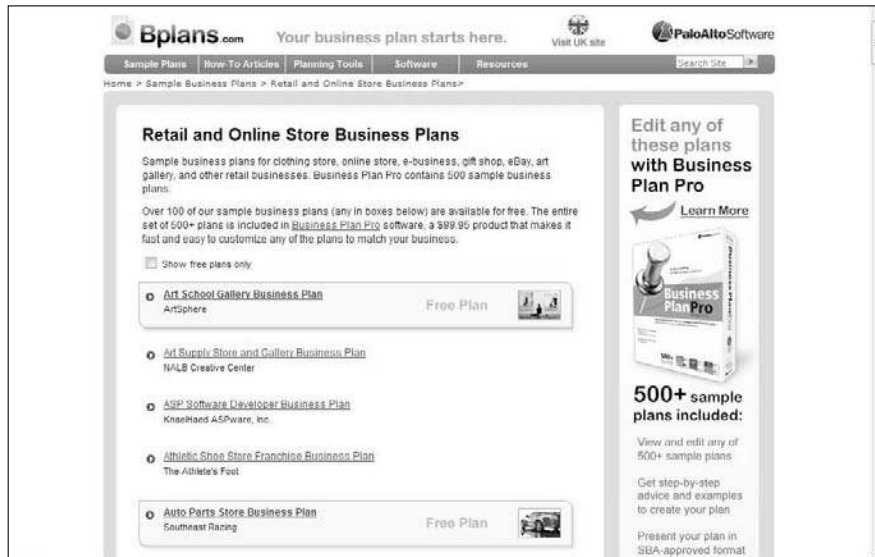 Bplans.com
Your business plan starts here.
Visit UK site
PaloAlto Software
Sample Plans
How-To Articles
Planning Tools
Software
Resources
Search Site
Home > Sample Business Plans > Retail and Online Store Business Plans>
Retail and Online Store Business Plans
Sample business plans for clothing store, online store, e-business, gift shop, eBay, art
gallery, and other retail businesses. Business Plan Pro contains 500 sample business
plans.
Over 100 of our sample business plans (any in boxes below) are available for free. The entire
set of 500+ plans is included in Business Plan Pro software, a $99.95 product that makes it
fast and easy to customize any of the plans to match your business.
Show free plans only
Art School Gallery Business Plan
ArtSphere
Free Plan
Art Supply Store and Gallery Business Plan
NALB Creative Center
ASP Software Developer Business Plan
ASPware, Inc.
Athletic Shoe Store Franchise Business Plan
The Athlete's Foot
Auto Parts Store Business Plan
Southeast Racing
Free Plan
Edit any of
these plans
with Business
Plan Pro
Learn More
Business
PlanPro
500+ sample
plans included:
View and edit any of
500+ sample plans
Get step-by-step
advice and examples
to create your plan
Present your plan in
SBA-approved format